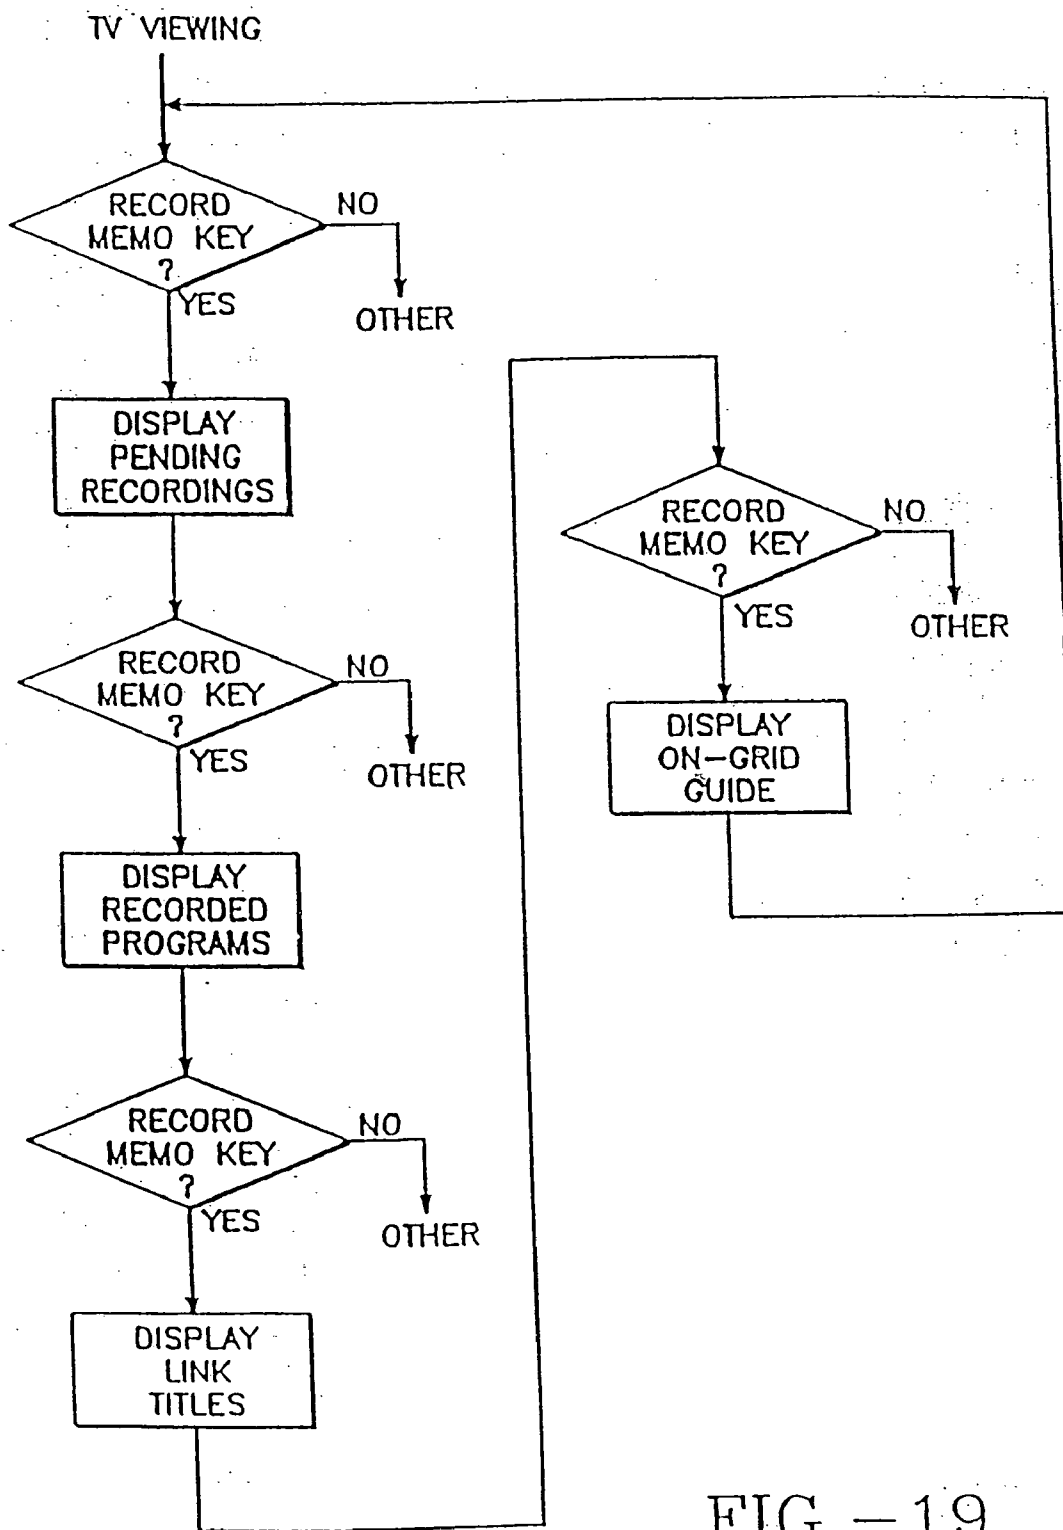 TV VIEWING
RECORD
MEMO KEY
?
NO
YES
OTHER
DISPLAY
PENDING
RECORDINGS
RECORD
MEMO KEY
?
NO
YES
OTHER
DISPLAY
RECORDED
PROGRAMS
RECORD
MEMO KEY
?
NO
YES
OTHER
DISPLAY
LINK
TITLES
RECORD
MEMO KEY
?
NO
YES
OTHER
DISPLAY
ON-GRID
GUIDE
FIG - 19